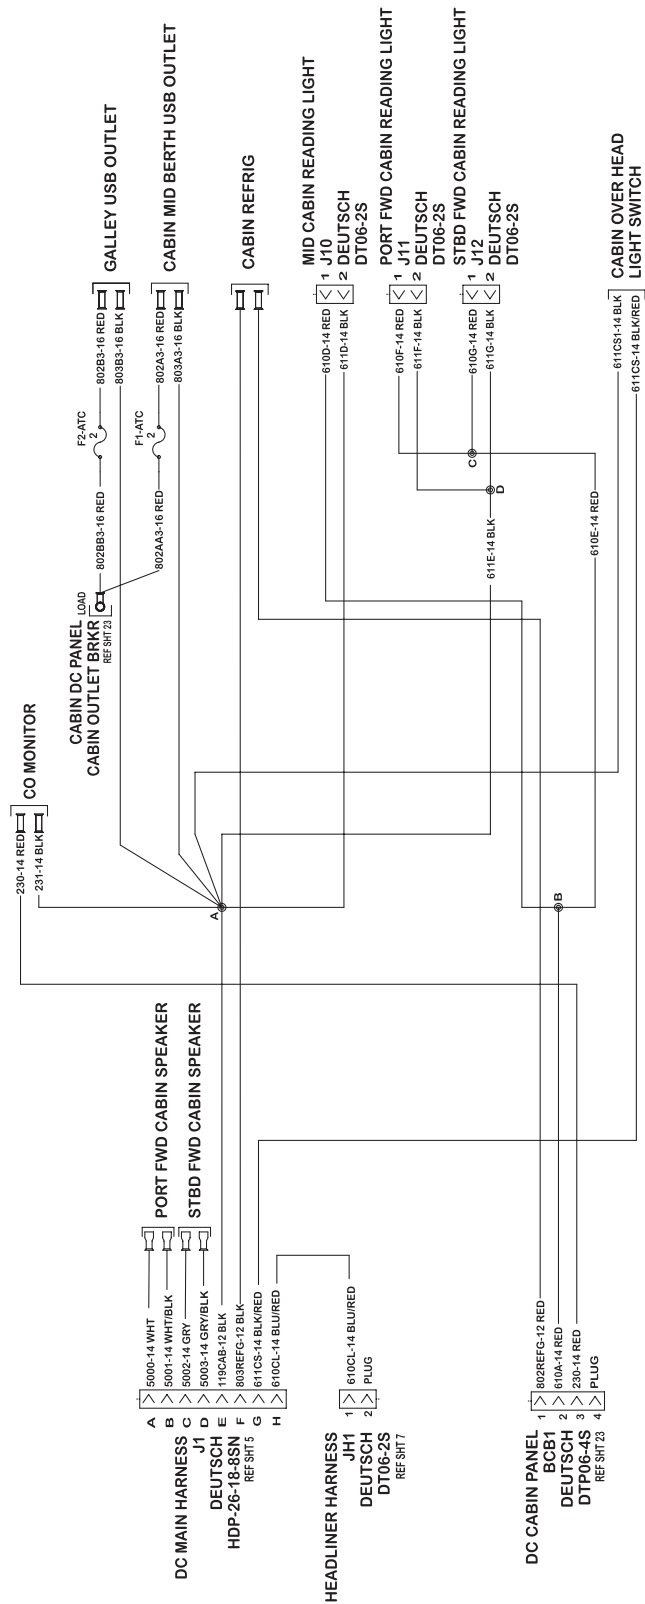 GALLEY USB OUTLET
CABIN MID BERTH USB OUTLET
CABIN REFRIG
MID CABIN READING LIGHT
J10
1
2
DEUTSCH
DT06-2S
PORT FWD CABIN READING LIGHT
J11
1
2
DEUTSCH
DT06-2S
STBD FWD CABIN READING LIGHT
J12
1
2
DEUTSCH
DT06-2S
CABIN OVER HEAD
LIGHT SWITCH
802B3-16 RED
803B3-16 BLK
802A3-16 RED
803A3-16 BLK
610D-14 RED
611D-14 BLK
610F-14 RED
611F-14 BLK
610G-14 RED
611G-14 BLK
611CS1-14 BLK
611CS-14 BLK/RED
F2-ATC
2
F1-ATC
2
802BB3-16 RED
802AA3-16 RED
C
D
611E-14 BLK
610E-14 RED
LOAD
CABIN DC PANEL
CABIN OUTLET BRKR
REF SHT 23
CO MONITOR
230-14 RED
231-14 BLK
A
B
PORT FWD CABIN SPEAKER
STBD FWD CABIN SPEAKER
5000-14 WHT
5001-14 WHT/BLK
5002-14 GRY
5003-14 GRY/BLK
119CAB-12 BLK
803REFG-12 BLK
611CS-14 BLK/RED
610CL-14 BLU/RED
A
B
C
D
E
F
G
H
DC MAIN HARNESS
J1
DEUTSCH
HDP-26-18-8SN
REF SHT 5
610CL-14 BLU/RED
PLUG
1
2
HEADLINER HARNESS
JH1
DEUTSCH
DT06-2S
REF SHT 7
802REFG-12 RED
610A-14 RED
230-14 RED
PLUG
1
2
3
4
DC CABIN PANEL
BCB1
DEUTSCH
DTP06-4S
REF SHT 23